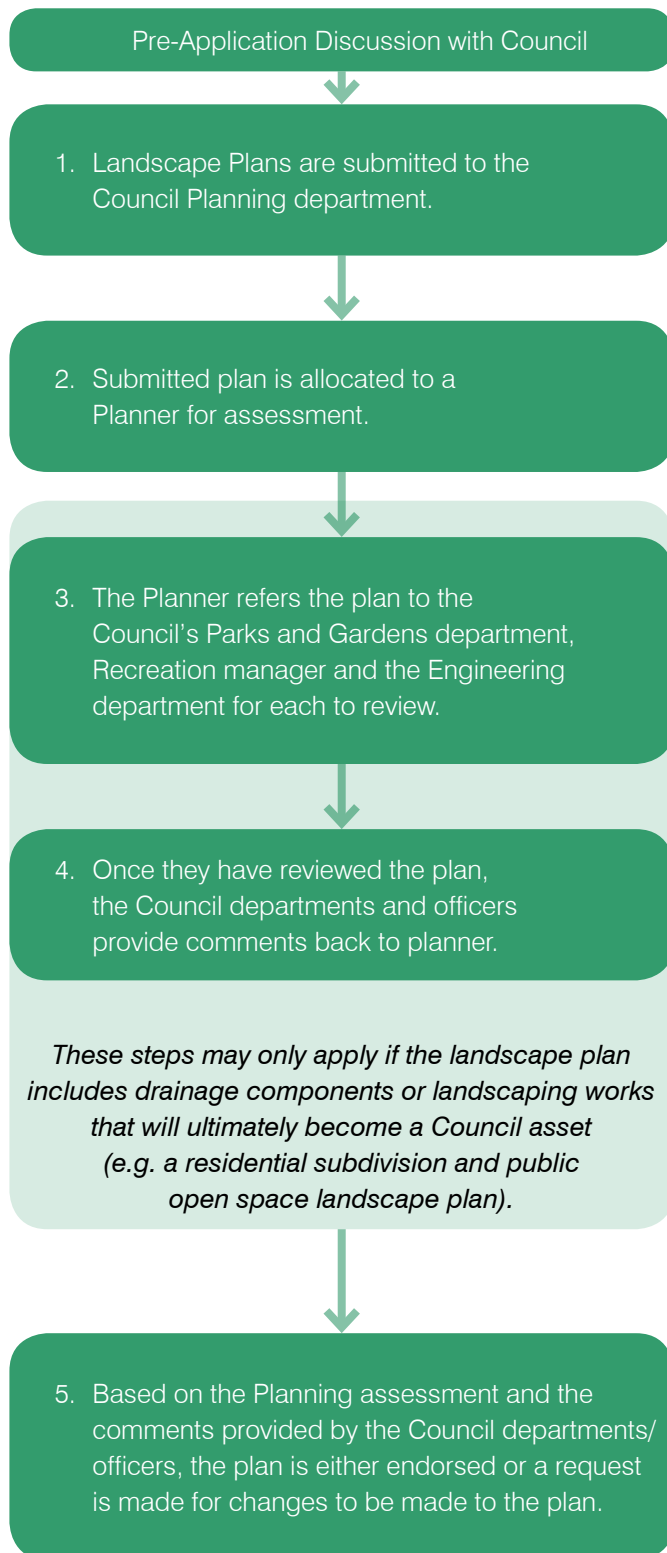 Pre-Application Discussion with Council
1. Landscape Plans are submitted to the
Council Planning department.
2. Submitted plan is allocated to a
Planner for assessment.
3. The Planner refers the plan to the
Council’s Parks and Gardens department,
Recreation manager and the Engineering
department for each to review.
4. Once they have reviewed the plan,
the Council departments and officers
provide comments back to planner.
These steps may only apply if the landscape plan
includes drainage components or landscaping works
that will ultimately become a Council asset
(e.g. a residential subdivision and public
open space landscape plan).
5. Based on the Planning assessment and the
comments provided by the Council departments/
officers, the plan is either endorsed or a request
is made for changes to be made to the plan.